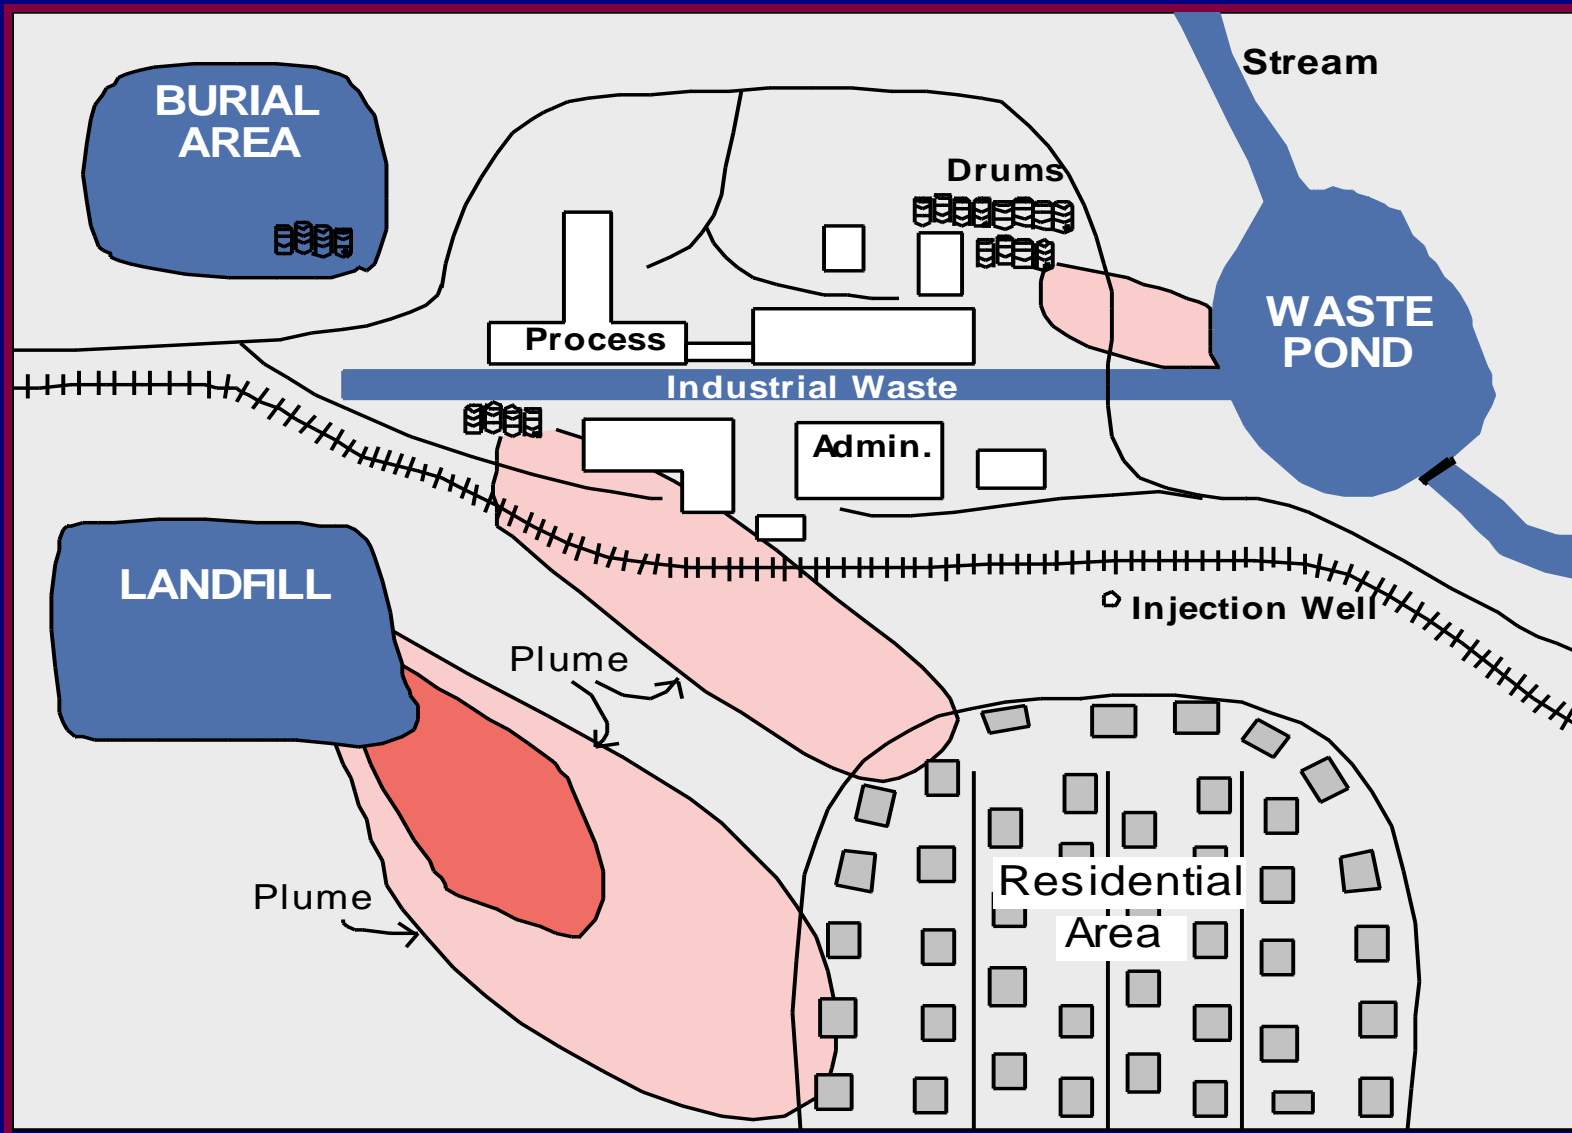 Stream
BURIAL
AREA
Drums
WASTE
POND
Process
Industrial Waste
Admin.
LANDFILL
Injection Well
Plume
Plume
Residential
Area